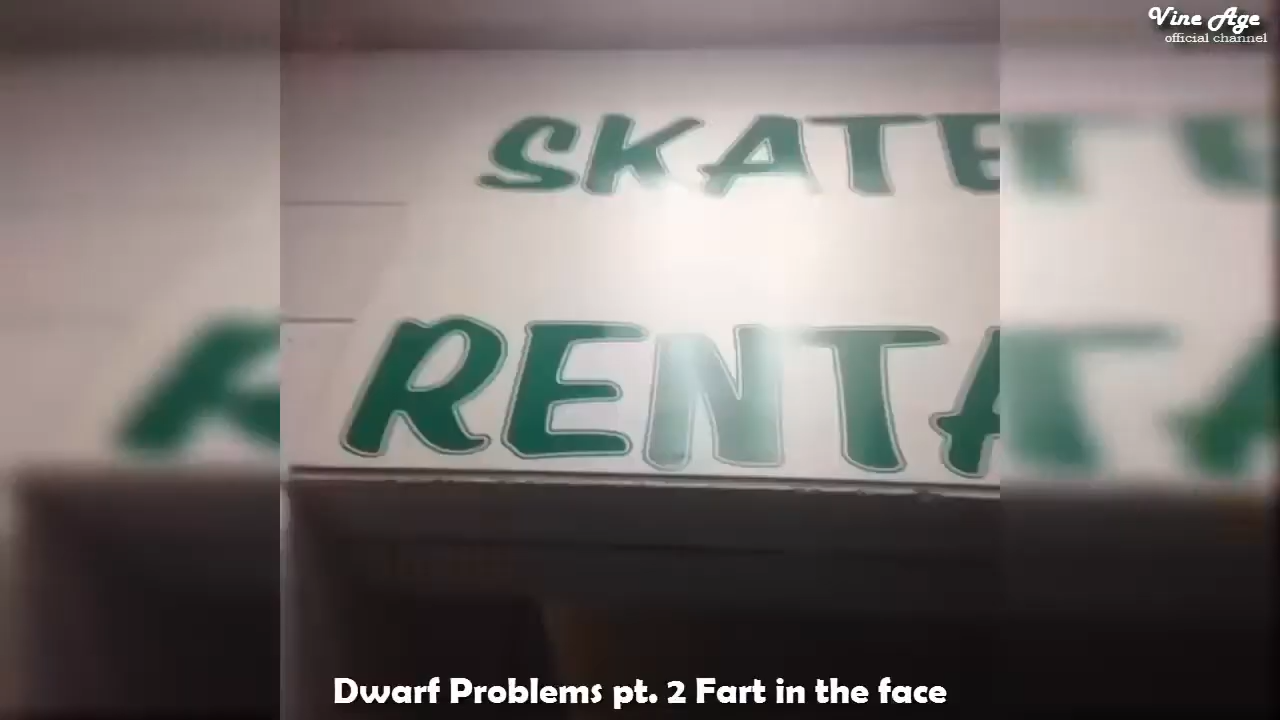 Vine Age
official channel
SKATE
RENTA
Dwarf Problems pt. 2 Fart in the face